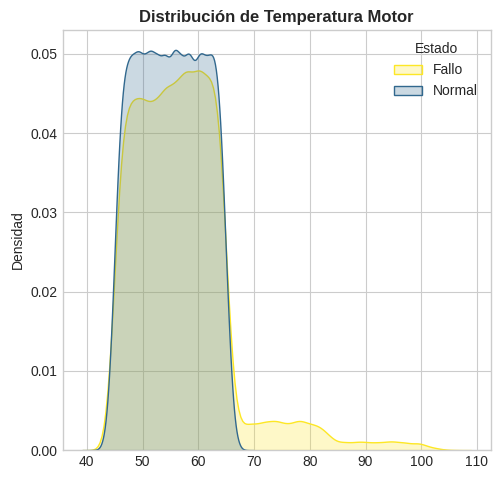 Distribución de Temperatura Motor
Estado
Fallo
Normal
Densidad
0.05
0.04
0.03
0.02
0.01
0.00
40 50 60 70 80 90 100 110